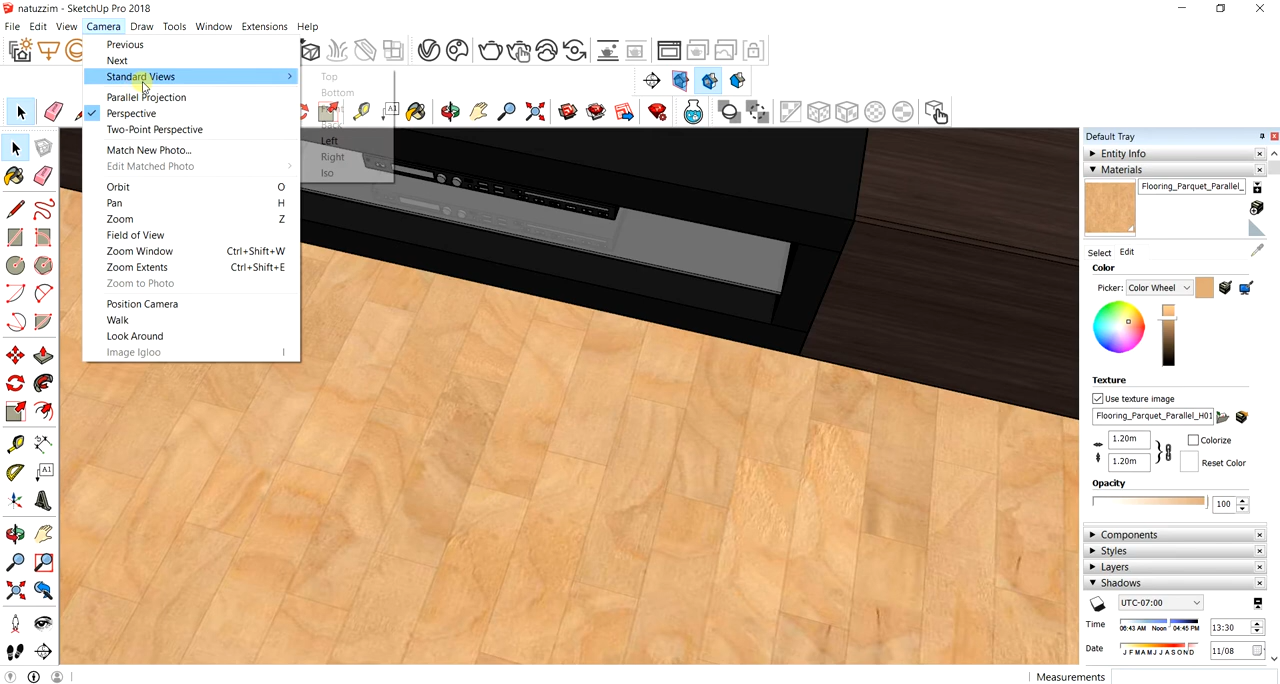 natuzzim - SketchUp Pro 2018
File Edit View Camera Draw Tools Window Extensions Help
Previous
Next
Standard Views
Parallel Projection
Perspective
Two-Point Perspective
Match New Photo...
Edit Matched Photo
Orbit O
Pan H
Zoom Z
Field of View
Zoom Window Ctrl+Shift+W
Zoom Extents Ctrl+Shift+E
Zoom to Photo
Position Camera
Walk
Look Around
Image Igloo I
Top
Bottom
Back
Left
Right
Iso
A1
A1
Default Tray
Entity Info
Materials
Flooring_Parquet_Parallel_
Select Edit
Color
Picker: Color Wheel
Texture
Use texture image
Flooring_Parquet_Parallel_H01
1.20m
Colorize
1.20m
Reset Color
Opacity
100
Components
Styles
Layers
Shadows
UTC-07:00
Time 06:43 AM Noon 04:45 PM 13:30
Date J F M A M J J A S O N D 11/08
Measurements